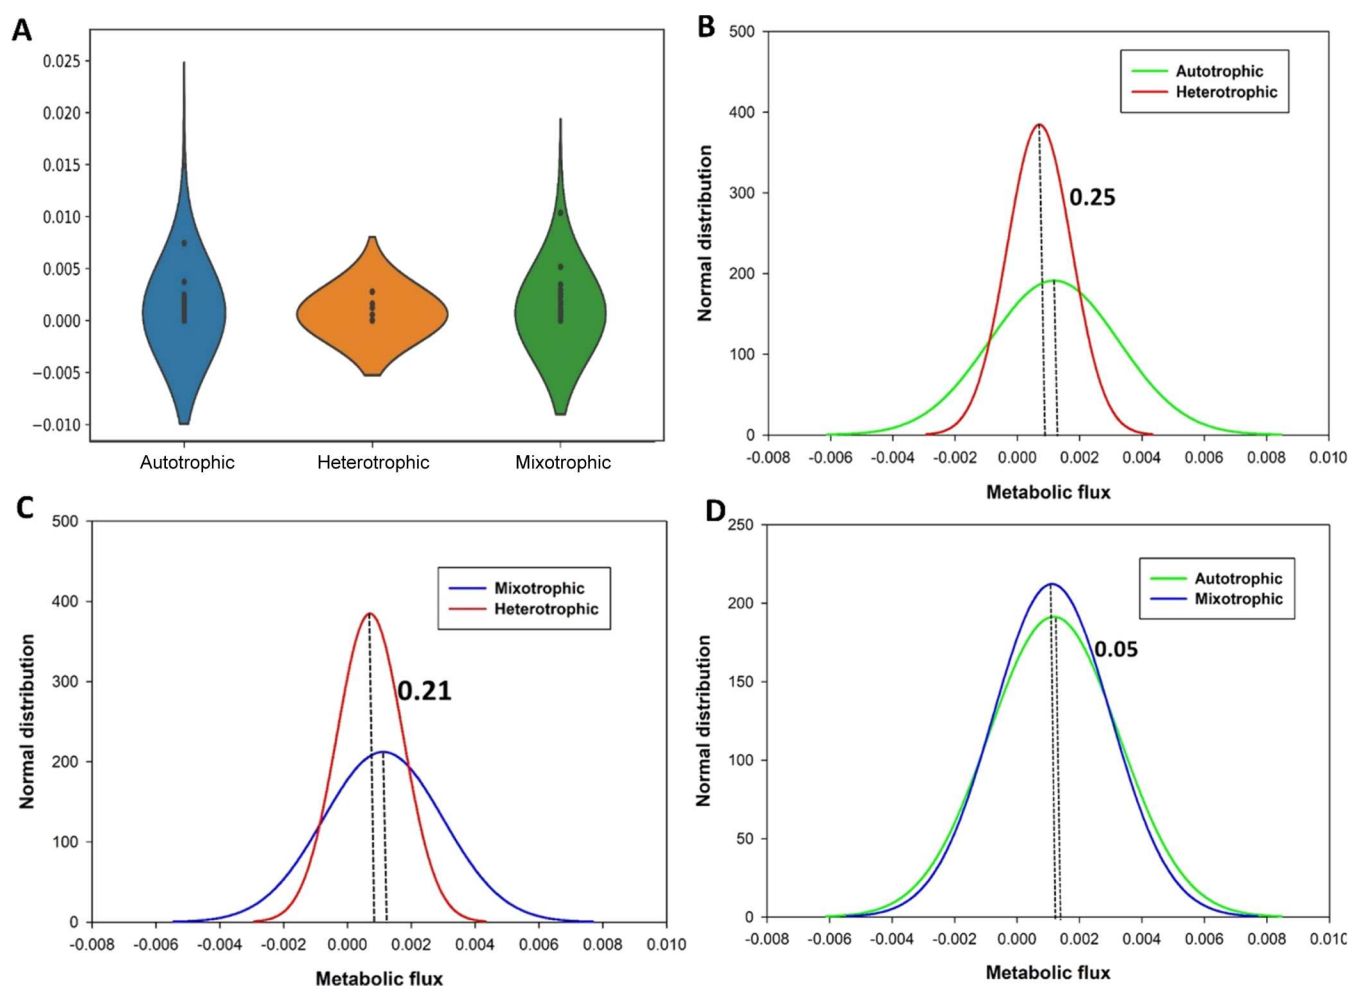 A
0.025
0.020
0.015
0.010
0.005
0.000
−0.005
−0.010
Autotrophic Heterotrophic Mixotrophic
B
500
400
300
200
100
0
Normal distribution
Autotrophic
Heterotrophic
0.25
-0.008 -0.006 -0.004 -0.002 0.000 0.002 0.004 0.006 0.008 0.010
Metabolic flux
C
500
400
300
200
100
0
Normal distribution
Mixotrophic
Heterotrophic
0.21
-0.008 -0.006 -0.004 -0.002 0.000 0.002 0.004 0.006 0.008 0.010
Metabolic flux
D
250
200
150
100
50
0
Normal distribution
Autotrophic
Mixotrophic
0.05
-0.008 -0.006 -0.004 -0.002 0.000 0.002 0.004 0.006 0.008 0.010
Metabolic flux